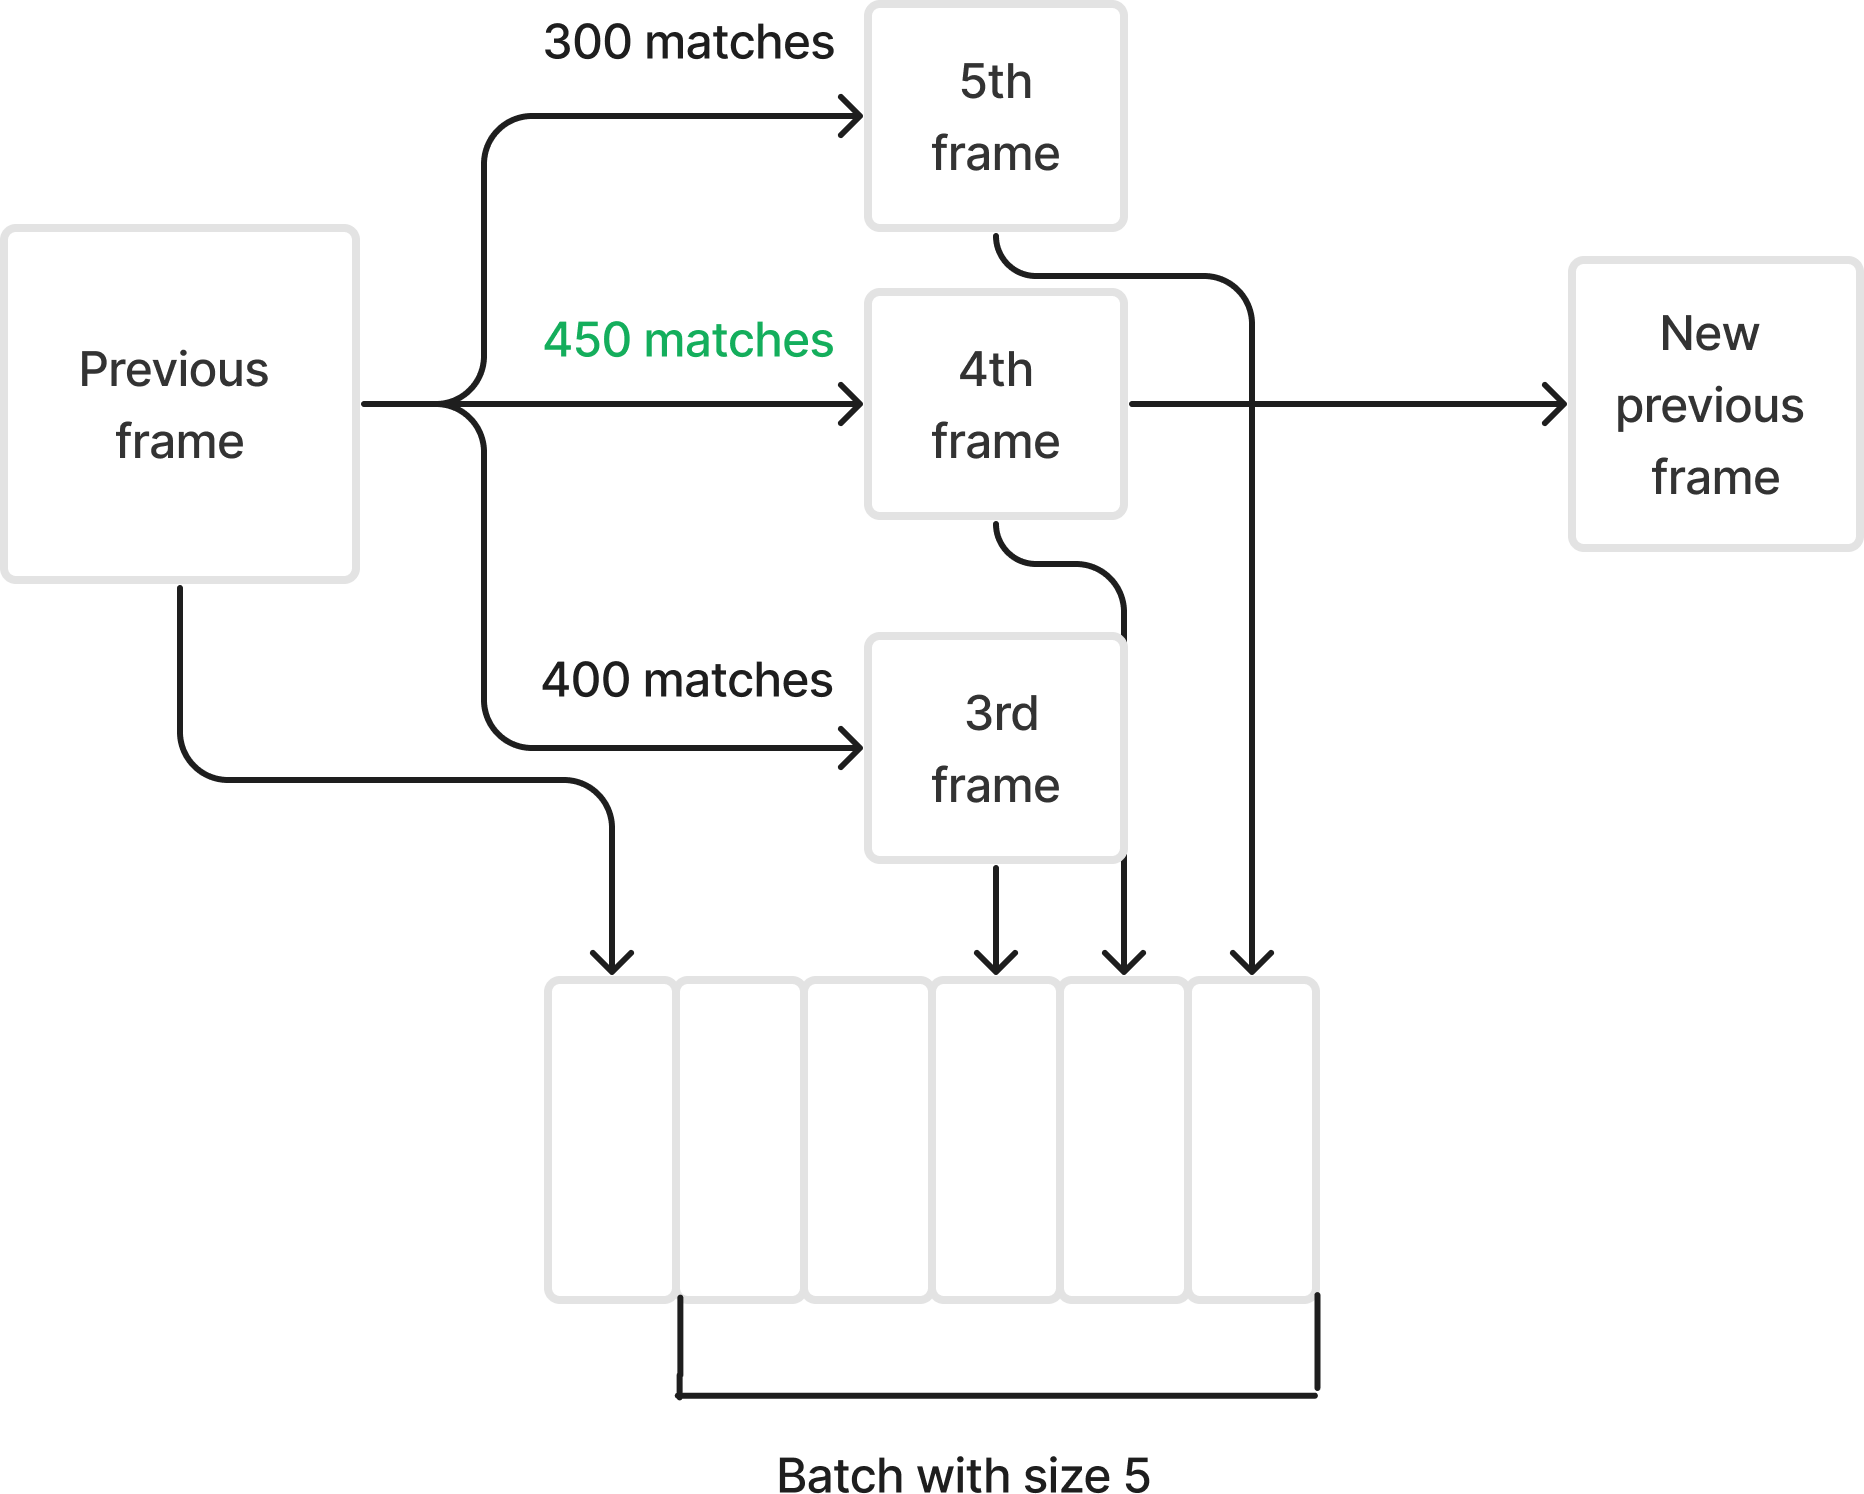 300 matches
5th
frame
Previous
frame
450 matches
4th
frame
New
previous
frame
400 matches
3rd
frame
Batch with size 5